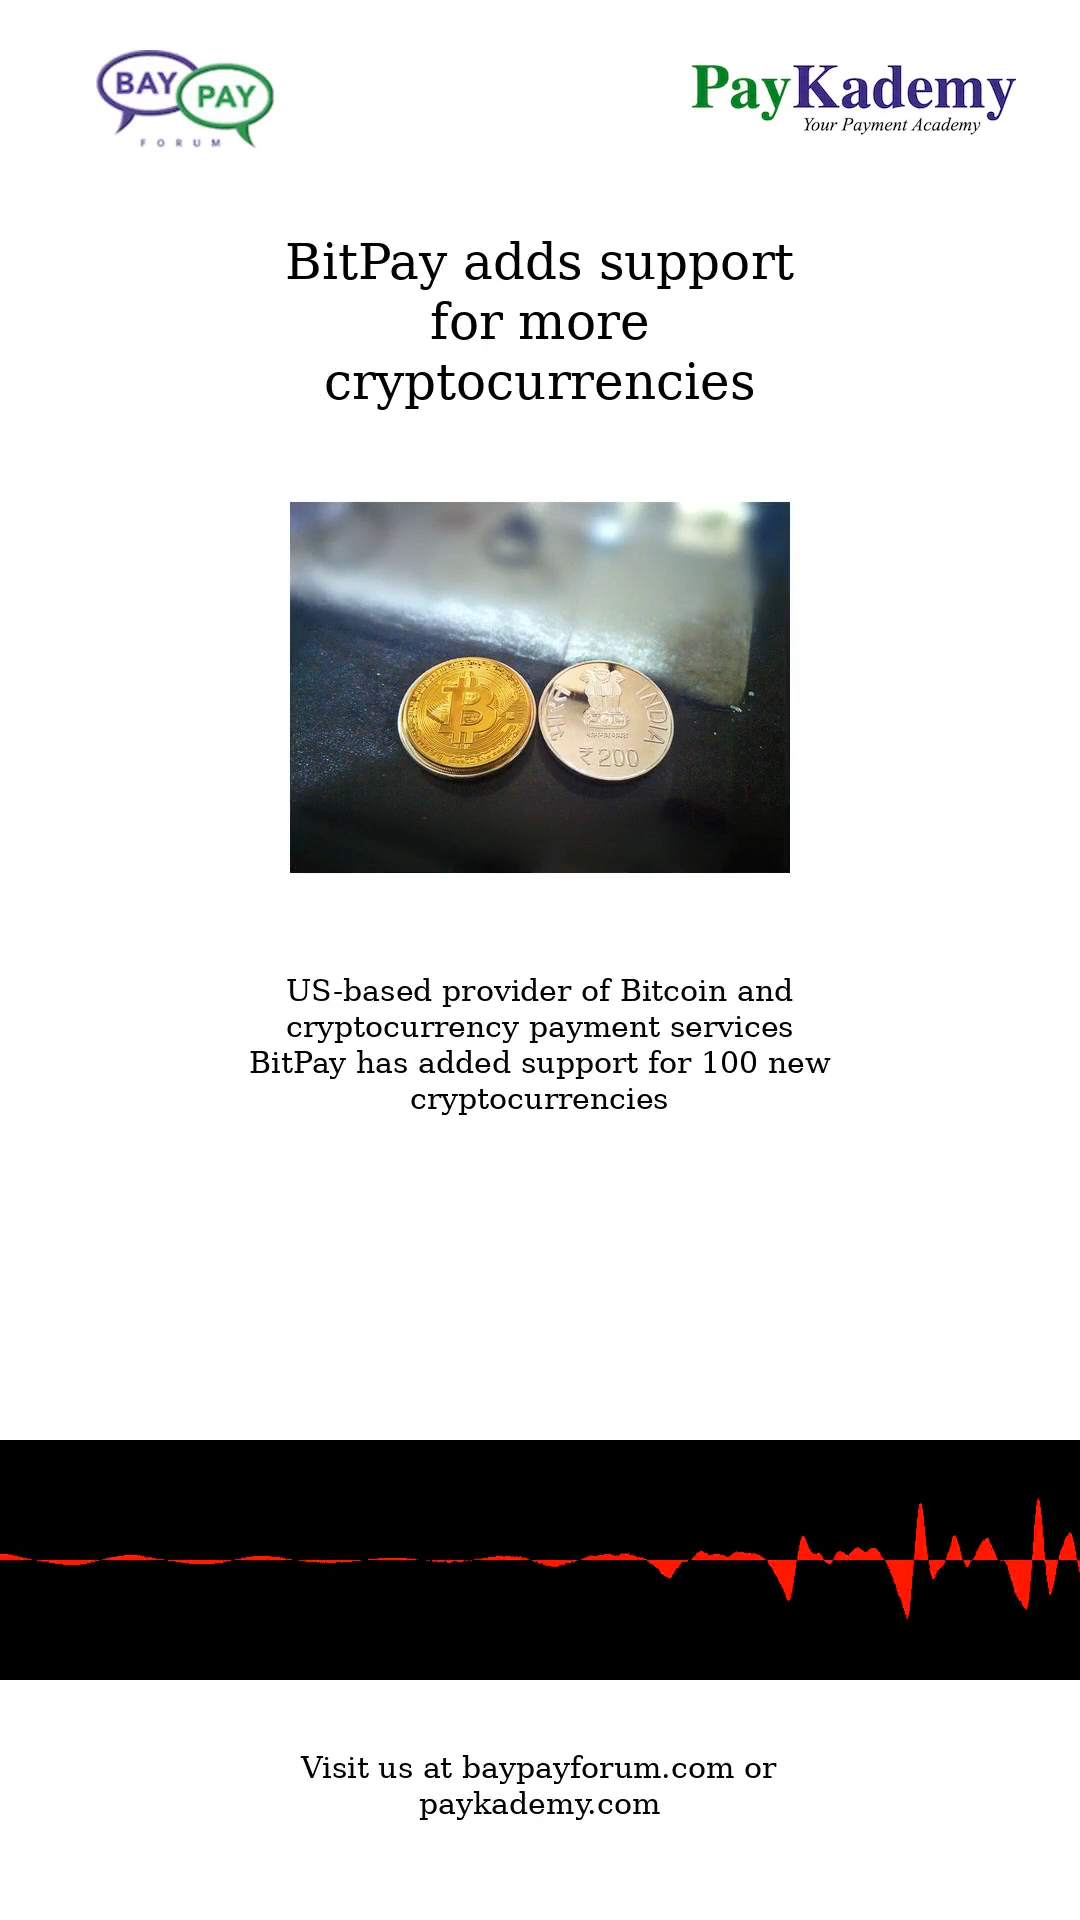 BAY PAY
FORUM
PayKademy
Your Payment Academy
BitPay adds support
for more
cryptocurrencies
भारत INDIA
₹ 200
US-based provider of Bitcoin and
cryptocurrency payment services
BitPay has added support for 100 new
cryptocurrencies
Visit us at baypayforum.com or
paykademy.com